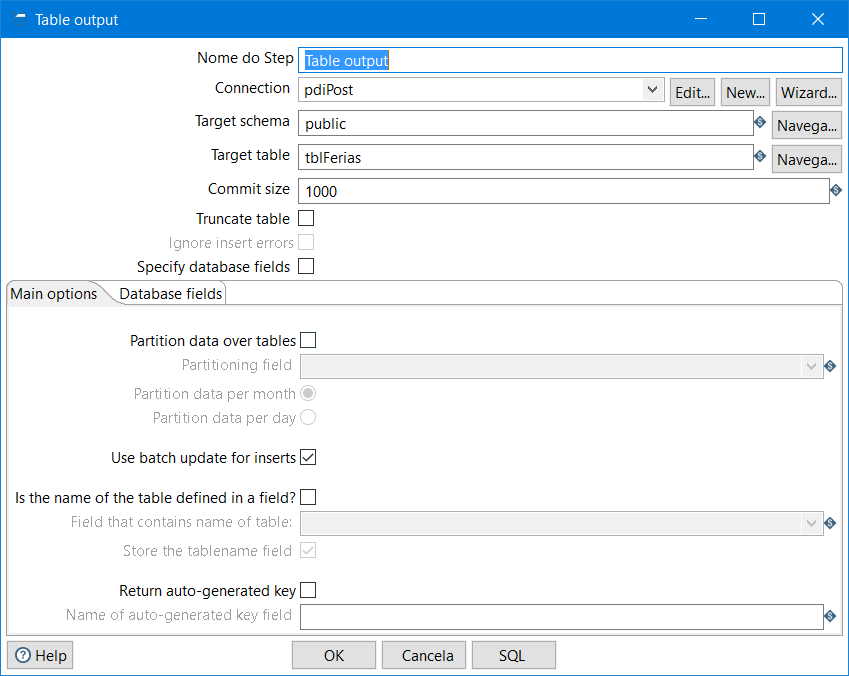 Table output
Nome do Step Table output
Connection pdiPost Edit... New... Wizard...
Target schema public Navega...
Target table tblFerias Navega...
Commit size 1000
Truncate table
Ignore insert errors
Specify database fields
Main options Database fields
Partition data over tables
Partitioning field
Partition data per month
Partition data per day
Use batch update for inserts
Is the name of the table defined in a field?
Field that contains name of table:
Store the tablename field
Return auto-generated key
Name of auto-generated key field
Help OK Cancela SQL